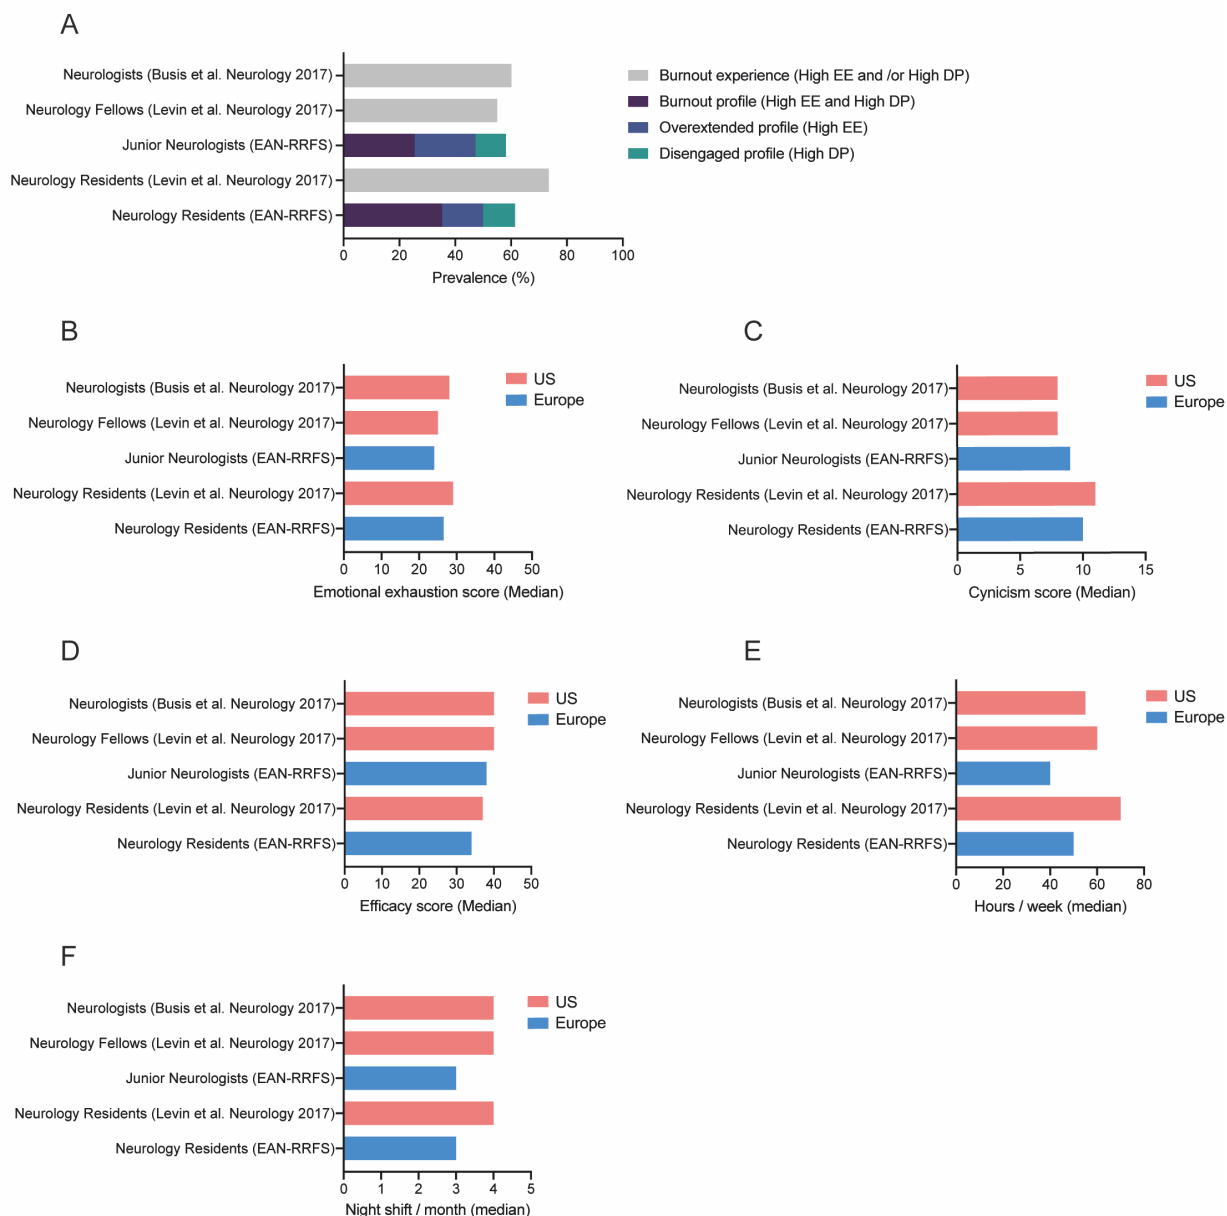 A
Neurologists (Busis et al. Neurology 2017)
Neurology Fellows (Levin et al. Neurology 2017)
Junior Neurologists (EAN-RRFS)
Neurology Residents (Levin et al. Neurology 2017)
Neurology Residents (EAN-RRFS)
0 20 40 60 80 100
Prevalence (%)
Burnout experience (High EE and /or High DP)
Burnout profile (High EE and High DP)
Overextended profile (High EE)
Disengaged profile (High DP)
B
Neurologists (Busis et al. Neurology 2017)
Neurology Fellows (Levin et al. Neurology 2017)
Junior Neurologists (EAN-RRFS)
Neurology Residents (Levin et al. Neurology 2017)
Neurology Residents (EAN-RRFS)
0 10 20 30 40 50
Emotional exhaustion score (Median)
US
Europe
C
Neurologists (Busis et al. Neurology 2017)
Neurology Fellows (Levin et al. Neurology 2017)
Junior Neurologists (EAN-RRFS)
Neurology Residents (Levin et al. Neurology 2017)
Neurology Residents (EAN-RRFS)
0 5 10 15
Cynicism score (Median)
US
Europe
D
Neurologists (Busis et al. Neurology 2017)
Neurology Fellows (Levin et al. Neurology 2017)
Junior Neurologists (EAN-RRFS)
Neurology Residents (Levin et al. Neurology 2017)
Neurology Residents (EAN-RRFS)
0 10 20 30 40 50
Efficacy score (Median)
US
Europe
E
Neurologists (Busis et al. Neurology 2017)
Neurology Fellows (Levin et al. Neurology 2017)
Junior Neurologists (EAN-RRFS)
Neurology Residents (Levin et al. Neurology 2017)
Neurology Residents (EAN-RRFS)
0 20 40 60 80
Hours / week (median)
US
Europe
F
Neurologists (Busis et al. Neurology 2017)
Neurology Fellows (Levin et al. Neurology 2017)
Junior Neurologists (EAN-RRFS)
Neurology Residents (Levin et al. Neurology 2017)
Neurology Residents (EAN-RRFS)
0 1 2 3 4 5
Night shift / month (median)
US
Europe